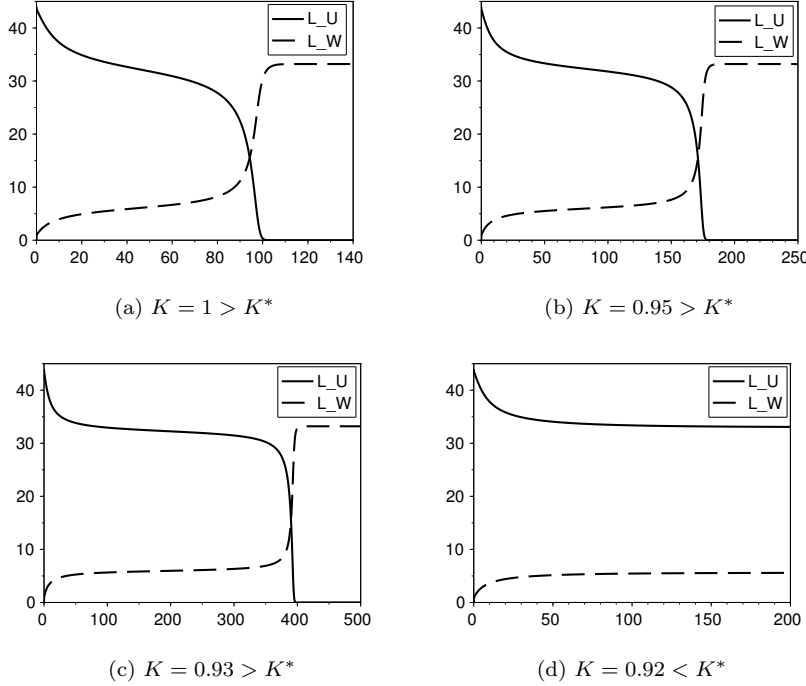 L_U
L_W
40
30
20
10
0
0 20 40 60 80 100 120 140
(a) K = 1 > K*
L_U
L_W
40
30
20
10
0
0 50 100 150 200 250
(b) K = 0.95 > K*
L_U
L_W
40
30
20
10
0
0 100 200 300 400 500
(c) K = 0.93 > K*
L_U
L_W
40
30
20
10
0
0 50 100 150 200
(d) K = 0.92 < K*